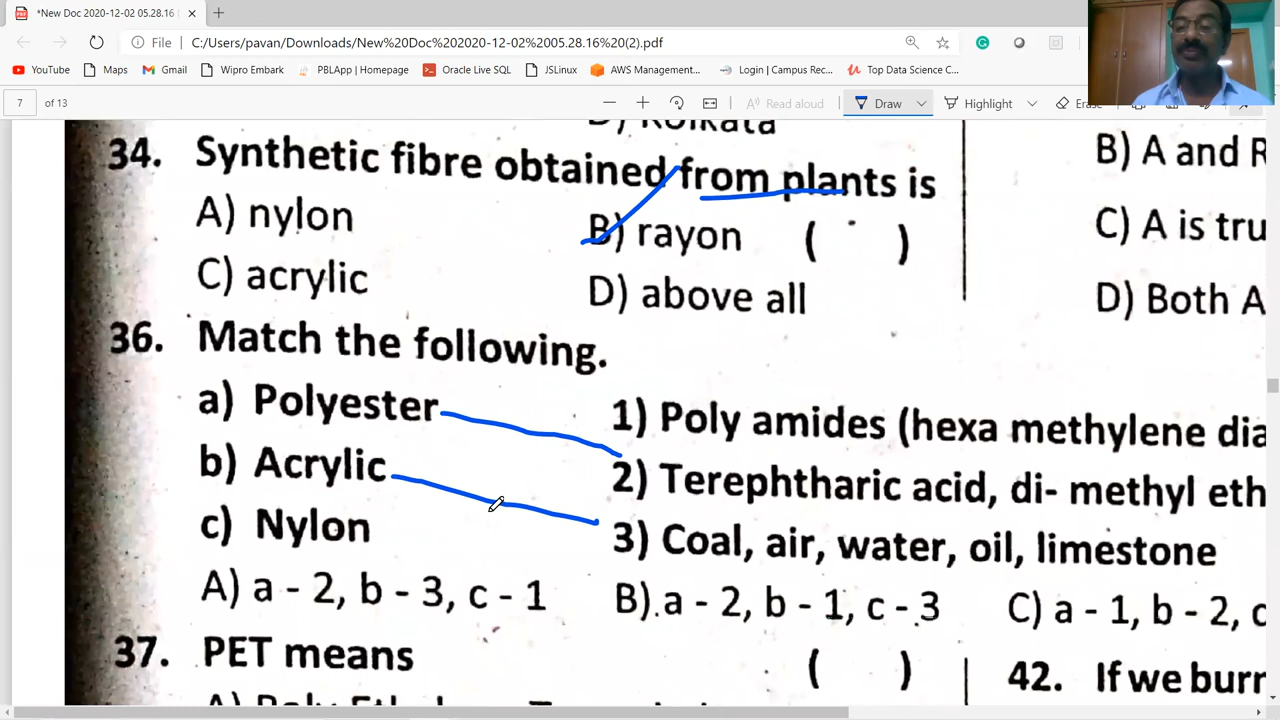 *New Doc 2020-12-02 05.28.16 (
File C:/Users/pavan/Downloads/New%20Doc%202020-12-02%2005.28.16%20(2).pdf
YouTube Maps Gmail Wipro Embark PBLApp | Homepage Oracle Live SQL JSLinux AWS Management... Login | Campus Rec... Top Data Science C...
7 of 13 Read aloud Draw Highlight Erase
D) Kolkata
34. Synthetic fibre obtained from plants is
A) nylon B) rayon ( )
C) acrylic D) above all
36. Match the following.
a) Polyester 1) Poly amides (hexa methylene dia
b) Acrylic 2) Terephtharic acid, di- methyl eth
c) Nylon 3) Coal, air, water, oil, limestone
A) a - 2, b - 3, c - 1 B) a - 2, b - 1, c - 3 C) a - 1, b - 2, c
37. PET means ( )
B) A and R
C) A is tru
D) Both A
42. If we burn